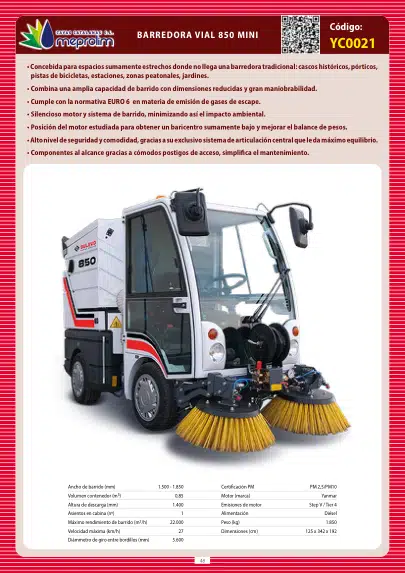 CAYAS CATALANAS S.L.
meprolim
BARREDORA VIAL 850 MINI
Código:
YC0021
• Concebida para espacios sumamente estrechos donde no llega una barredora tradicional: cascos históricos, pórticos,
pistas de bicicletas, estaciones, zonas peatonales, jardines.
• Combina una amplia capacidad de barrido con dimensiones reducidas y gran maniobrabilidad.
• Cumple con la normativa EURO 6 en materia de emisión de gases de escape.
• Silencioso motor y sistema de barrido, minimizando así el impacto ambiental.
• Posición del motor estudiada para obtener un baricentro sumamente bajo y mejorar el balance de pesos.
• Alto nivel de seguridad y comodidad, gracias a su exclusivo sistema de articulación central que le da máximo equilibrio.
• Componentes al alcance gracias a cómodos postigos de acceso, simplifica el mantenimiento.
DULEVO
850
Ancho de barrido (mm) 1.500 - 1.850
Volumen contenedor (m³) 0,85
Altura de descarga (mm) 1.400
Asientos en cabina (nº) 1
Máximo rendimiento de barrido (m²/h) 22.000
Velocidad máxima (km/h) 27
Diámmetro de giro entre bordillos (mm) 5.600
Certificación PM PM 2,5/PM10
Motor (marca) Yanmar
Emisiones de motor Step V / Tier 4
Alimentación Diésel
Peso (kg) 1.850
Dimensiones (cm) 125 x 342 x 192